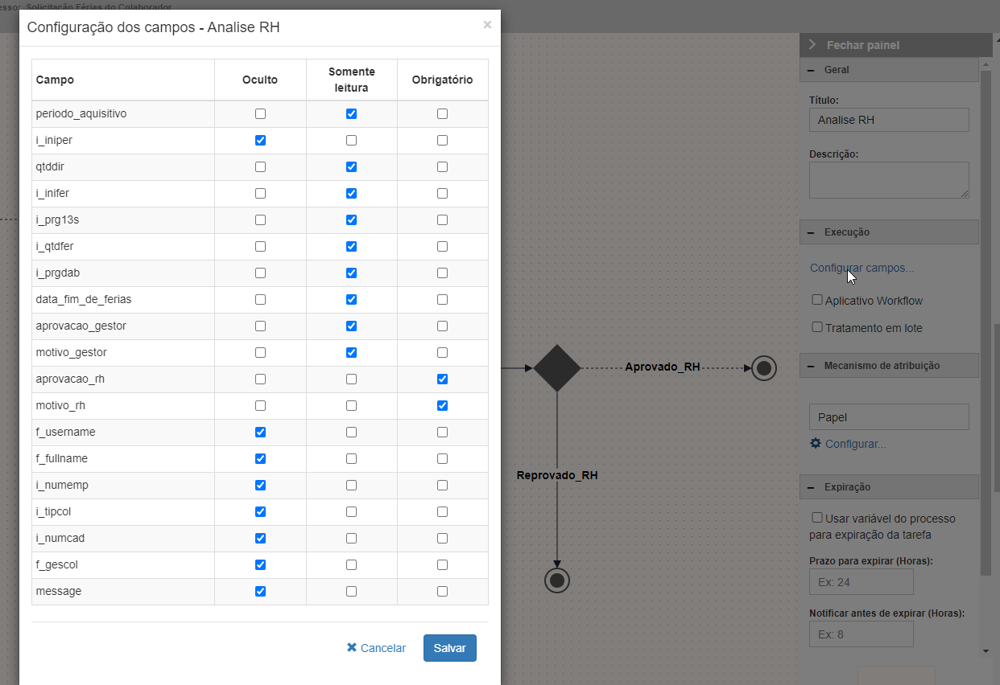 esso: Solicitação Férias do Colaborador
Configuração dos campos - Analise RH
×
Campo
Oculto
Somente
leitura
Obrigatório
periodo_aquisitivo
i_iniper
qtddir
i_inifer
i_prg13s
i_qtdfer
i_prgdab
data_fim_de_ferias
aprovacao_gestor
motivo_gestor
aprovacao_rh
motivo_rh
f_username
f_fullname
i_numemp
i_tipcol
i_numcad
f_gescol
message
Cancelar
Salvar
Aprovado_RH
Reprovado_RH
Fechar painel
Geral
Título:
Analise RH
Descrição:
Execução
Configurar campos...
Aplicativo Workflow
Tratamento em lote
Mecanismo de atribuição
Papel
Configurar...
Expiração
Usar variável do processo
para expiração da tarefa
Prazo para expirar (Horas):
Ex: 24
Notificar antes de expirar (Horas):
Ex: 8